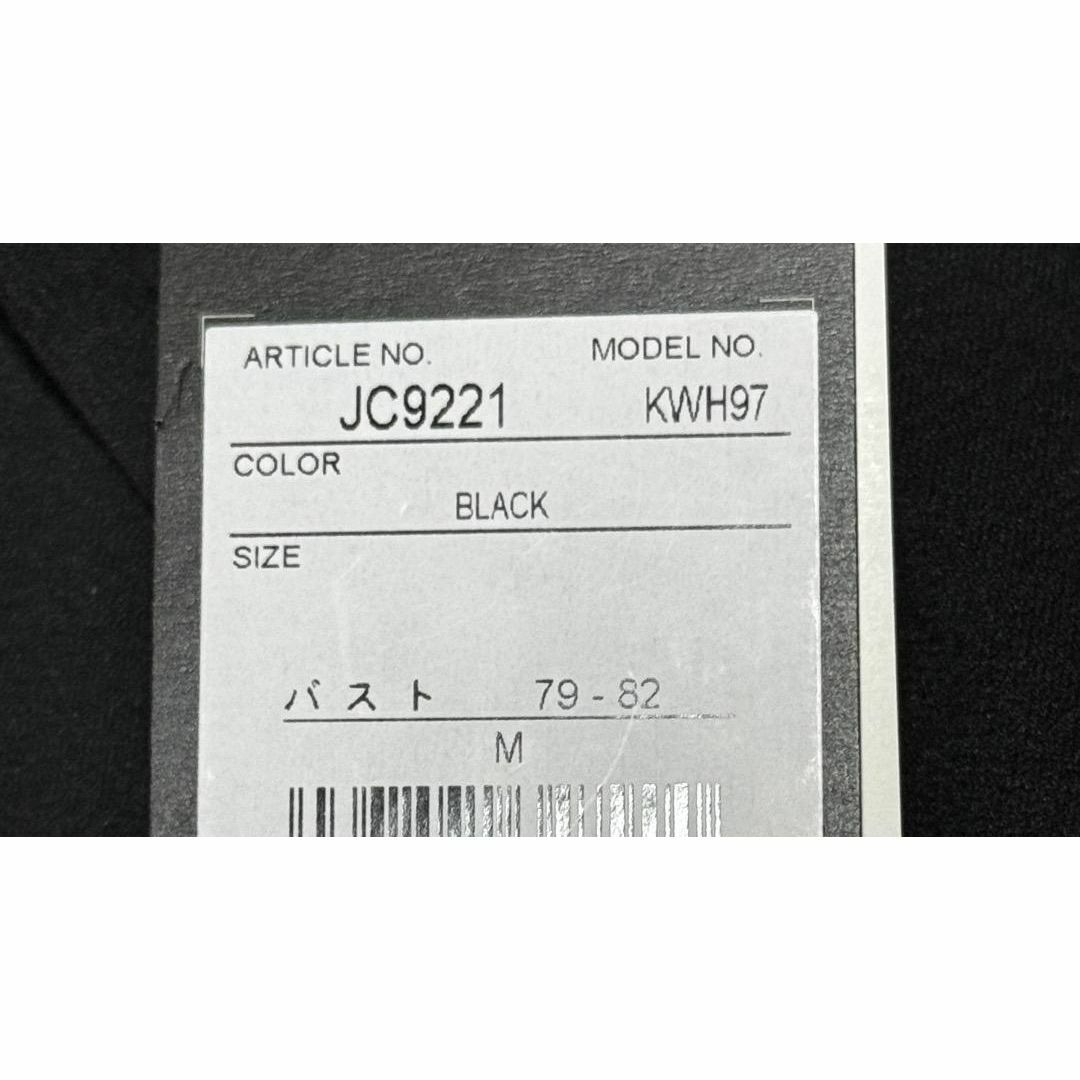 ARTICLE NO. MODEL NO.
JC9221 KWH97
COLOR
BLACK
SIZE
バスト 79 - 82
M